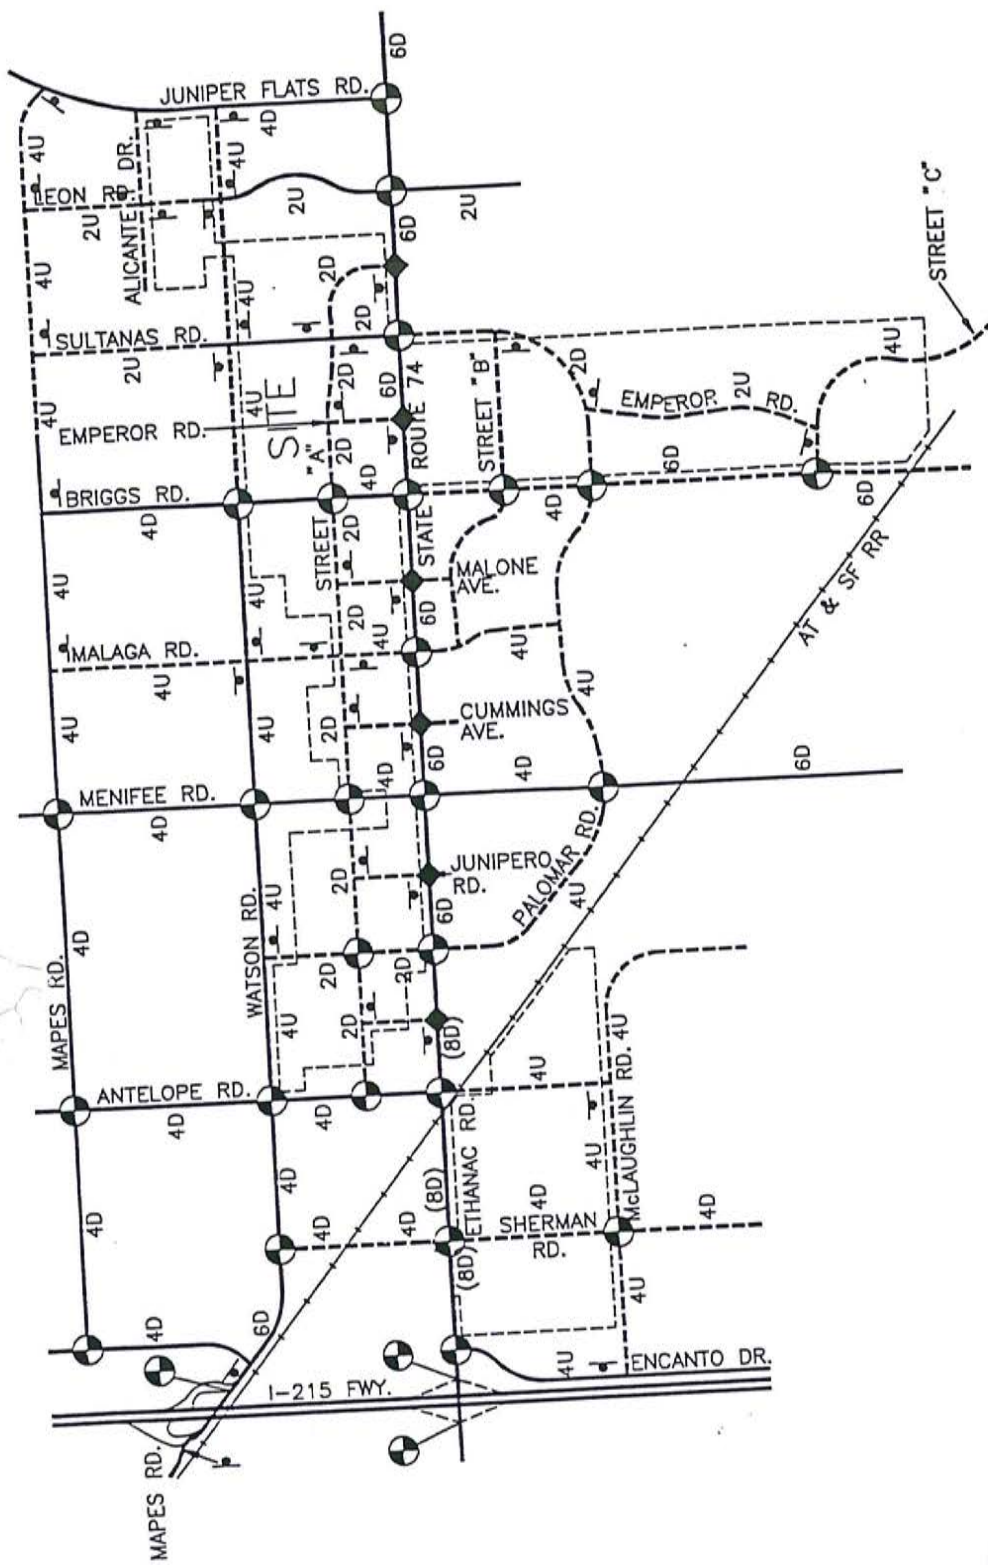 6D
JUNIPER FLATS RD.
4D
4U
4U
ALICANTE DR.
LEON RD.
2U
2U
2U
6D
4U
2D
4U
SULTANAS RD.
2U
2D
6D
STREET "C"
4U
4U
SITE
2D
STATE ROUTE 74
STREET "B"
2D
EMPEROR RD.
2U
4U
EMPEROR RD.
2D
STREET "A"
BRIGGS RD.
4D
4D
4D
6D
6D
2D
4U
4U
MALONE
AVE.
6D
2D
4U
MALAGA RD.
4U
4U
4U
AT & SF RR
4U
4U
2D
CUMMINGS
AVE.
6D
4D
4D
6D
MENIFEE RD.
4D
JUNIPERO
RD.
PALOMAR RD.
4U
2D
4U
6D
WATSON RD.
MAPES RD.
4D
2D
2D
4U
2D
(8D)
4U
ANTELOPE RD.
4D
4D
ETHANAC RD.
McLAUGHLIN RD.
4U
4U
4D
4D
(8D)
4D
4D
4D
SHERMAN
RD.
4D
(8D)
4U
4D
6D
4U
ENCANTO DR.
I-215 FWY.
MAPES RD.